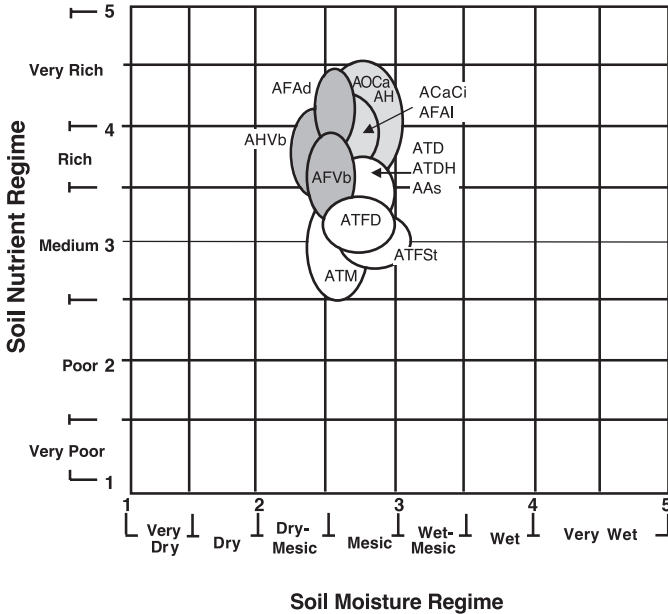 Soil Nutrient Regime
5
Very Rich
4
Rich
Medium 3
Poor 2
Very Poor
1
AFAd
AOCa
AH
ACaCi
AFAl
AHVb
ATD
ATDH
AAs
AFVb
ATFD
ATFSt
ATM
1
2
3
4
5
Very
Dry
Dry
Dry-
Mesic
Mesic
Wet-
Mesic
Wet
Very Wet
Soil Moisture Regime